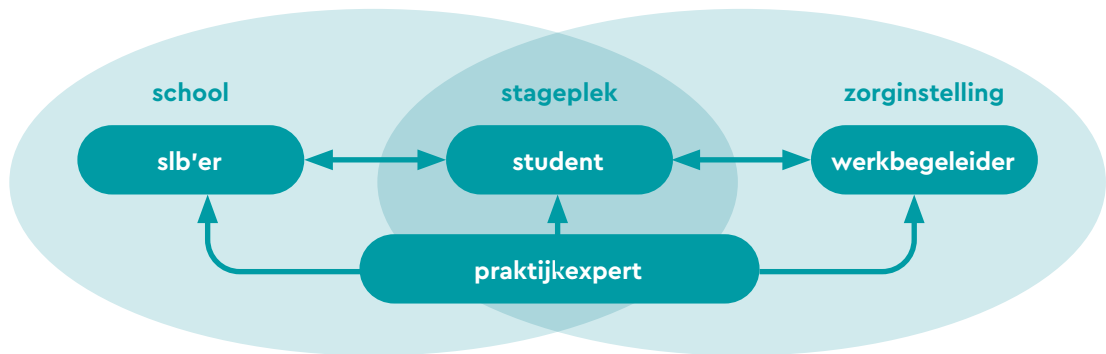 school
stageplek
zorginstelling
slb'er
student
werkbegeleider
praktijkexpert